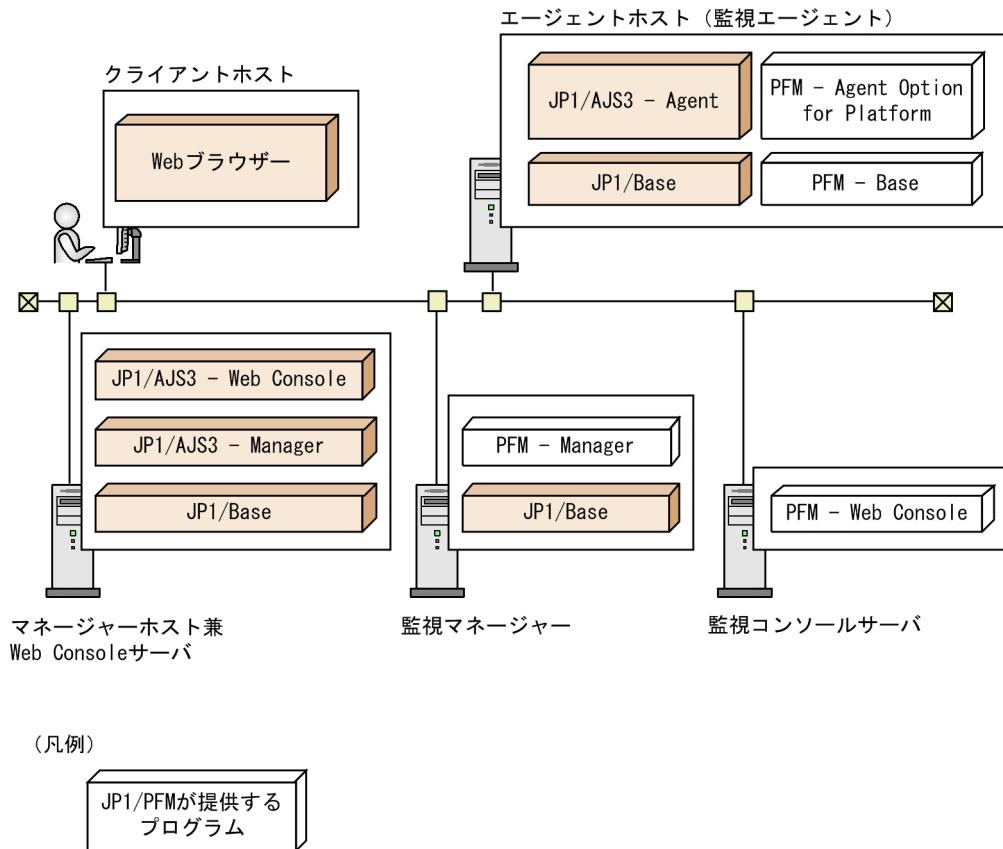 エージェントホスト（監視エージェント）
クライアントホスト
Webブラウザー
JP1/AJS3 − Agent
PFM − Agent Option
for Platform
JP1/Base
PFM − Base
JP1/AJS3 − Web Console
JP1/AJS3 − Manager
JP1/Base
PFM − Manager
JP1/Base
PFM − Web Console
マネージャーホスト兼
Web Consoleサーバ
監視マネージャー
監視コンソールサーバ
（凡例）
JP1/PFMが提供する
プログラム